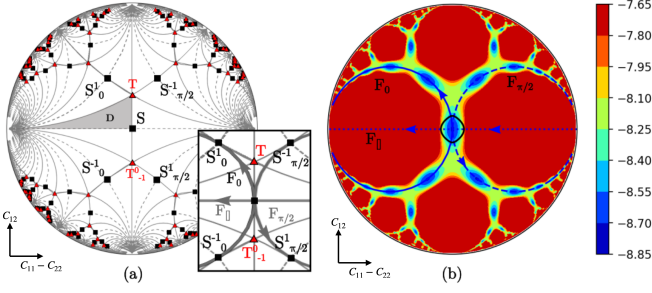 T
S¹₀
S⁻¹π/2
D
S
S⁻¹₀
T⁰₋₁
S¹π/2
C₁₂
C₁₁ − C₂₂
(a)
S¹₀
T
S⁻¹π/2
F₀
F[]
Fπ/2
S⁻¹₀
T⁰₋₁
S¹π/2
F₀
Fπ/2
F[]
C₁₂
C₁₁ − C₂₂
(b)
-7.65
-7.80
-7.95
-8.10
-8.25
-8.40
-8.55
-8.70
-8.85